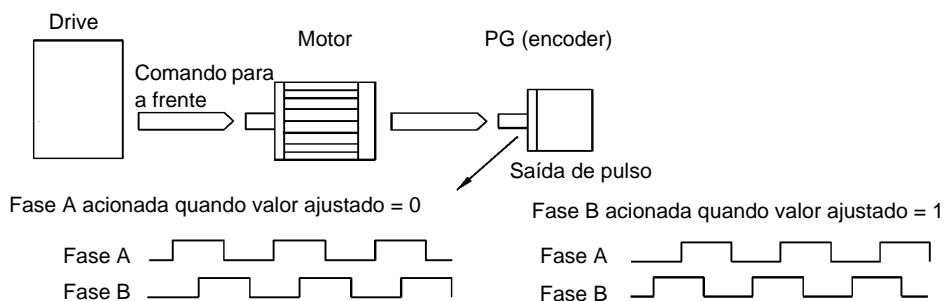 Drive
Motor
PG (encoder)
Comando para
a frente
Saída de pulso
Fase A acionada quando valor ajustado = 0
Fase B acionada quando valor ajustado = 1
Fase A
Fase B
Fase A
Fase B